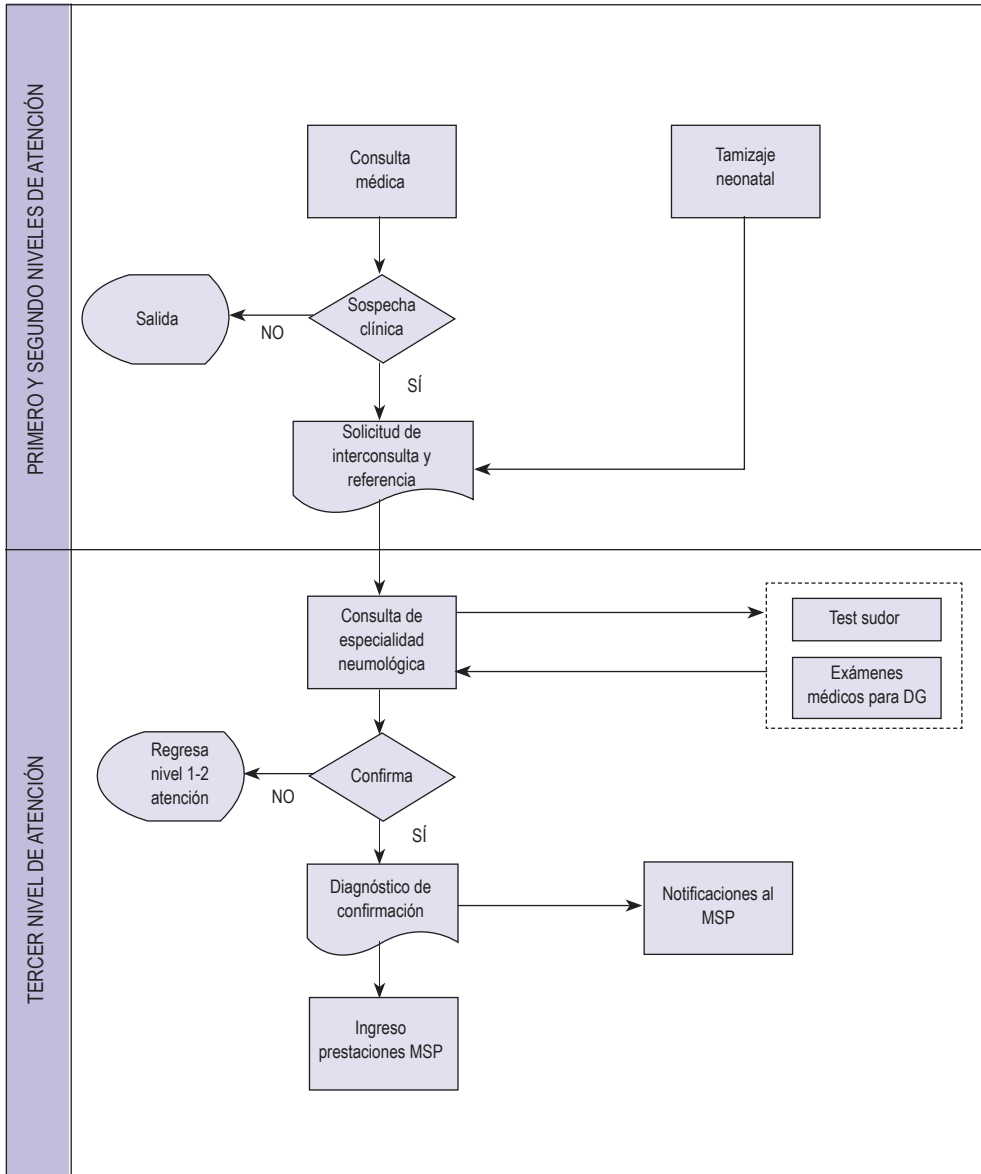 PRIMERO Y SEGUNDO NIVELES DE ATENCIÓN
Consulta
médica
Tamizaje
neonatal
Salida
NO
Sospecha
clínica
SÍ
Solicitud de
interconsulta y
referencia
TERCER NIVEL DE ATENCIÓN
Consulta de
especialidad
neumológica
Test sudor
Exámenes
médicos para DG
Regresa
nivel 1-2
atención
NO
Confirma
SÍ
Diagnóstico de
confirmación
Notificaciones al
MSP
Ingreso
prestaciones MSP